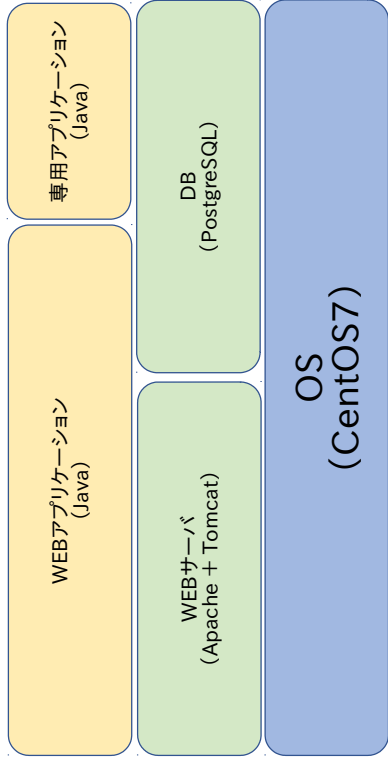 WEBアプリケーション
(Java)
専用アプリケーション
(Java)
WEBサーバ
(Apache + Tomcat)
DB
(PostgreSQL)
OS
(CentOS7)